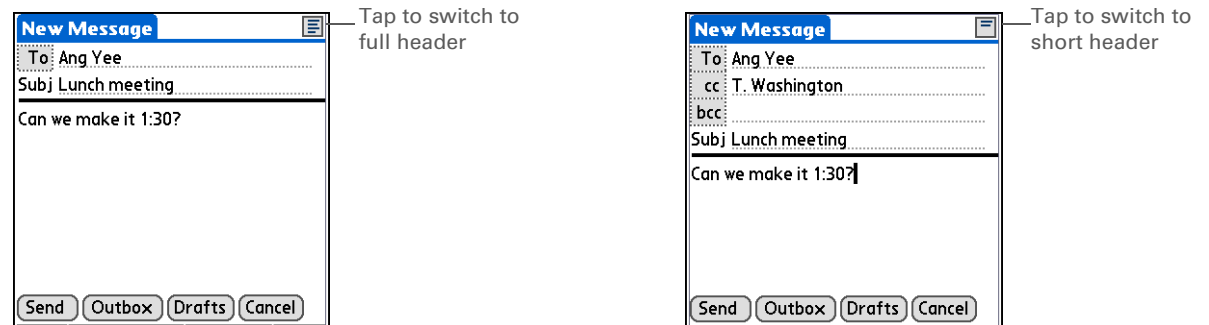 New Message
Tap to switch to
full header
To Ang Yee
Subj Lunch meeting
Can we make it 1:30?
Send Outbox Drafts Cancel
New Message
Tap to switch to
short header
To Ang Yee
cc T. Washington
bcc
Subj Lunch meeting
Can we make it 1:30?
Send Outbox Drafts Cancel